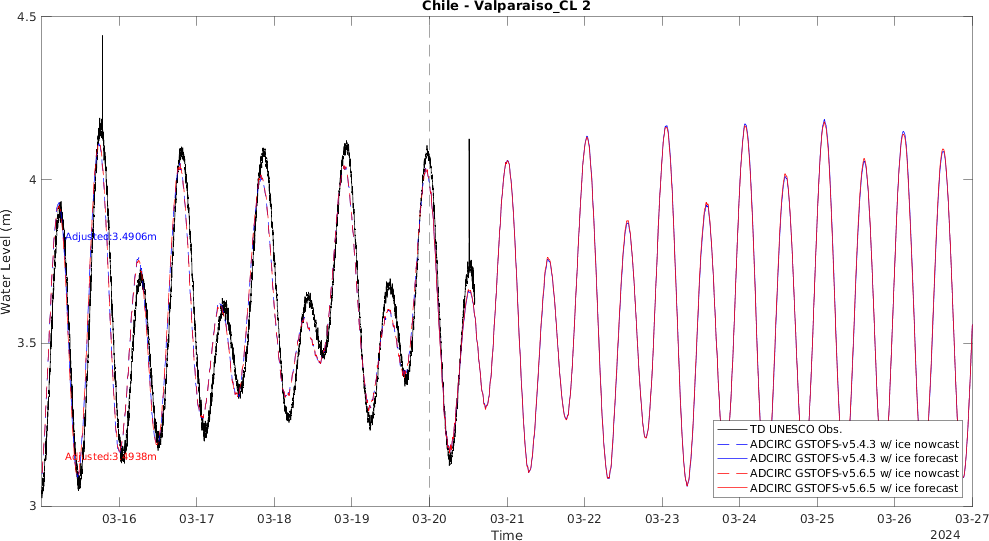 Chile - Valparaiso_CL 2
4.5
4
3.5
3
Water Level (m)
Adjusted:3.4906m
Adjusted:3.4938m
TD UNESCO Obs.
ADCIRC GSTOFS-v5.4.3 w/ ice nowcast
ADCIRC GSTOFS-v5.4.3 w/ ice forecast
ADCIRC GSTOFS-v5.6.5 w/ ice nowcast
ADCIRC GSTOFS-v5.6.5 w/ ice forecast
03-16 03-17 03-18 03-19 03-20 03-21 03-22 03-23 03-24 03-25 03-26 03-27
Time
2024